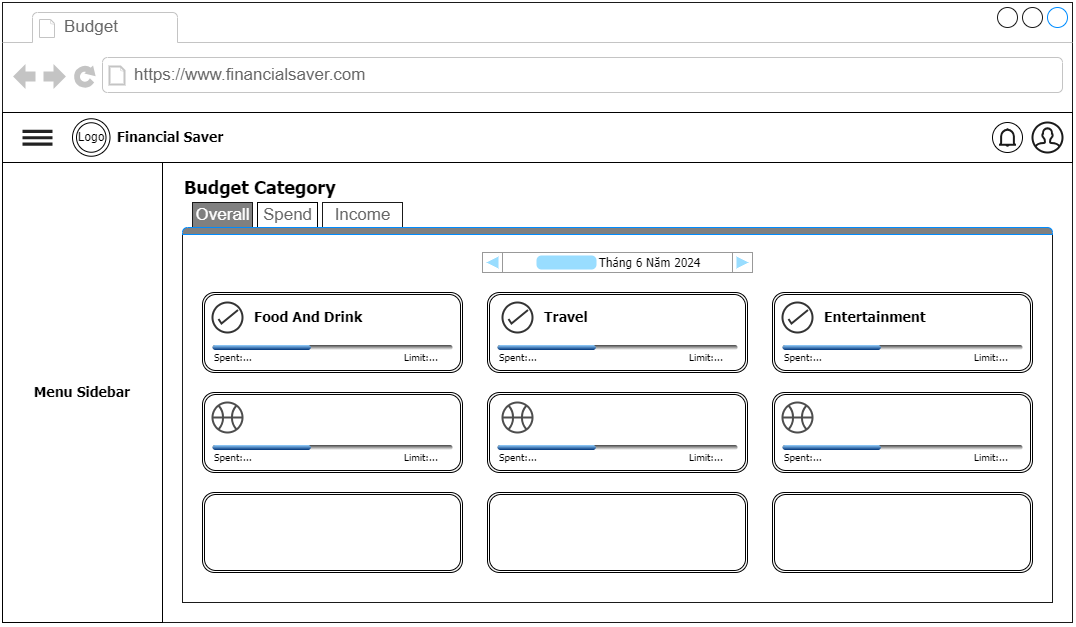 Budget
https://www.financialsaver.com
Logo
Financial Saver
Menu Sidebar
Budget Category
Overall Spend Income
Tháng 6 Năm 2024
Food And Drink
Spent:... Limit:...
Travel
Spent:... Limit:...
Entertainment
Spent:... Limit:...
Spent:... Limit:...
Spent:... Limit:...
Spent:... Limit:...